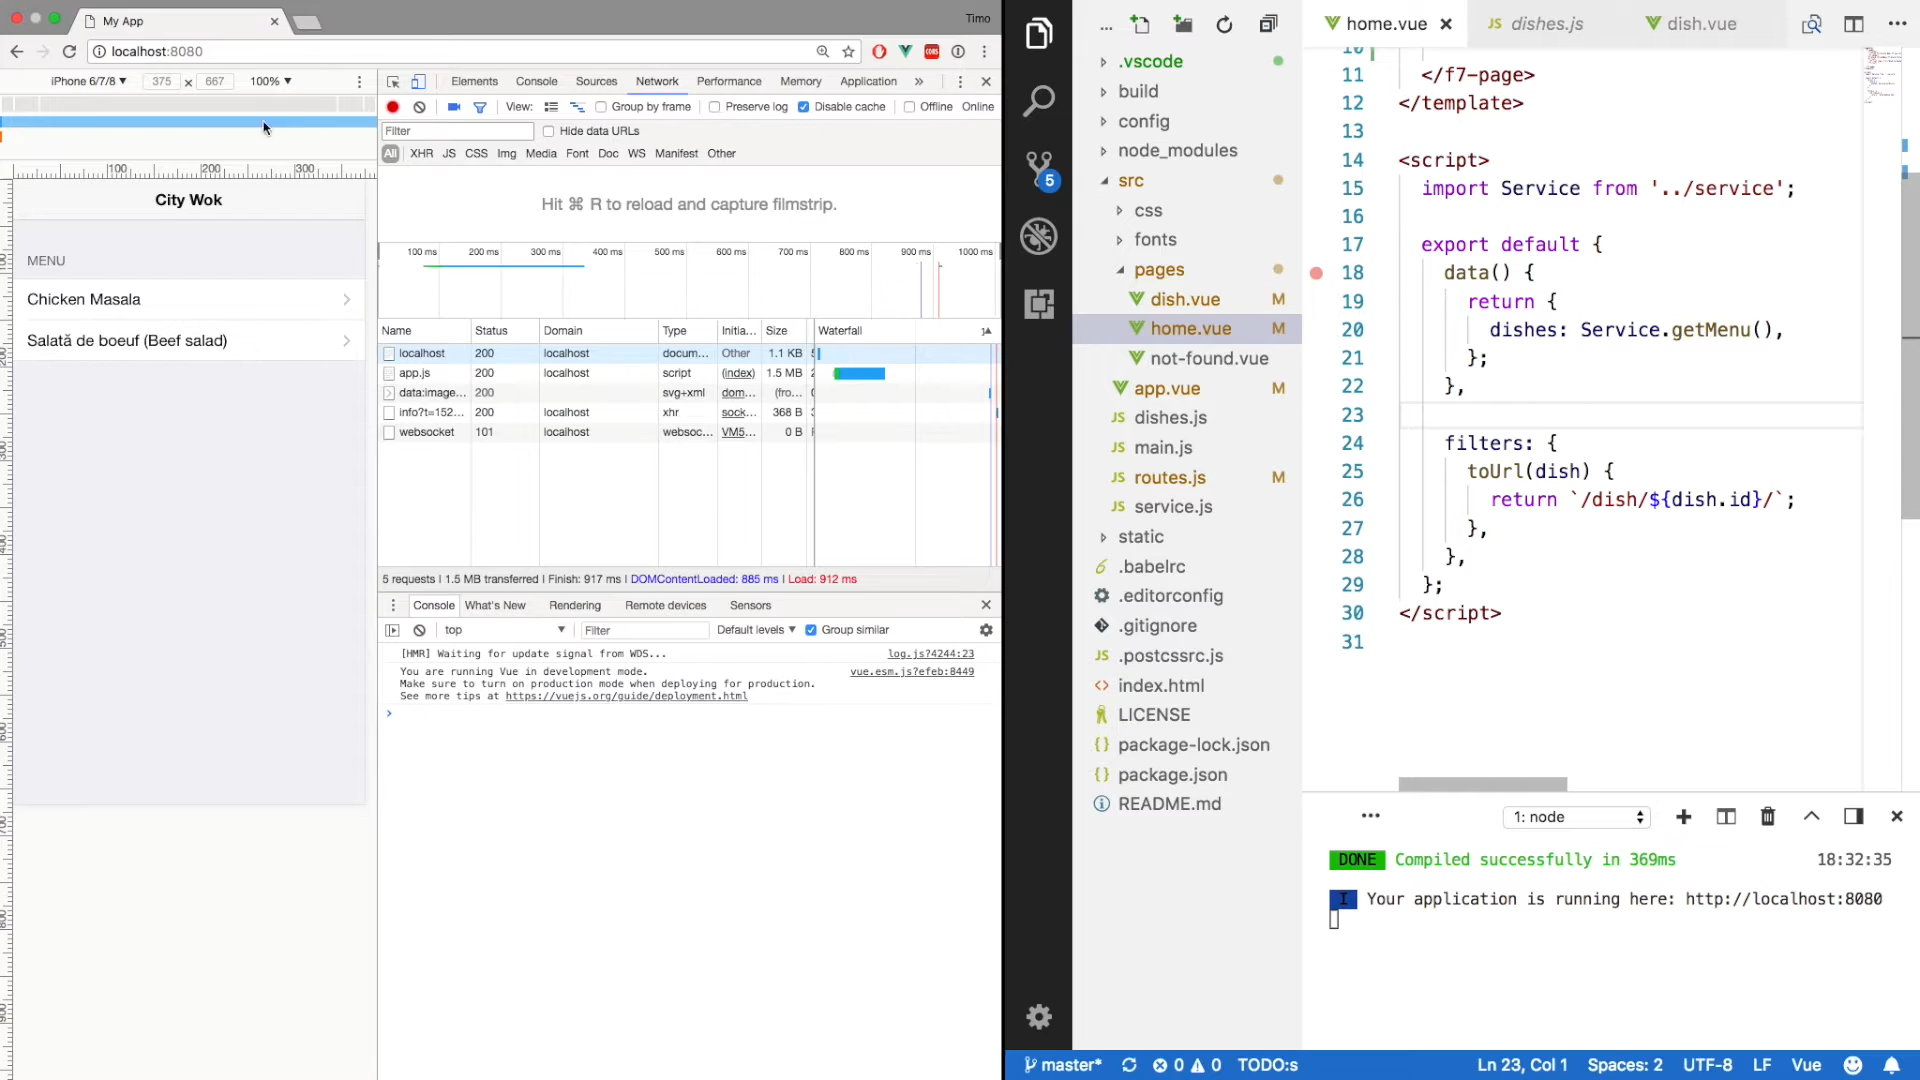 My App
Timo
localhost:8080
iPhone 6/7/8 ▼ 375 × 667 100% ▼
100 200 300
City Wok
MENU
Chicken Masala
Salată de boeuf (Beef salad)
Elements Console Sources Network Performance Memory Application »
View: Group by frame Preserve log Disable cache Offline Online
Filter Hide data URLs
All XHR JS CSS Img Media Font Doc WS Manifest Other
Hit ⌘ R to reload and capture filmstrip.
100 ms 200 ms 300 ms 400 ms 500 ms 600 ms 700 ms 800 ms 900 ms 1000 ms
Name Status Domain Type Initia... Size Waterfall
localhost 200 localhost docum... Other 1.1 KB
app.js 200 localhost script (index) 1.5 MB
data:image... 200 svg+xml dom... (fro...
info?t=152... 200 localhost xhr sock... 368 B
websocket 101 localhost websoc... VM5... 0 B
5 requests | 1.5 MB transferred | Finish: 917 ms | DOMContentLoaded: 885 ms | Load: 912 ms
Console What's New Rendering Remote devices Sensors
top ▼ Filter Default levels ▼ Group similar
[HMR] Waiting for update signal from WDS... log.js?4244:23
You are running Vue in development mode. vue.esm.js?efeb:8449
Make sure to turn on production mode when deploying for production.
See more tips at https://vuejs.org/guide/deployment.html
5
...
.vscode
build
config
node_modules
src
css
fonts
pages
dish.vue M
home.vue M
not-found.vue
app.vue
JS dishes.js
JS main.js
JS routes.js M
JS service.js
static
.babelrc
.editorconfig
.gitignore
JS .postcssrc.js
index.html
LICENSE
package-lock.json
package.json
README.md
home.vue JS dishes.js dish.vue
10
11 </f7-page>
12 </template>
13
14 <script>
15 import Service from '../service';
16
17 export default {
18 data() {
19 return {
20 dishes: Service.getMenu(),
21 };
22 },
23
24 filters: {
25 toUrl(dish) {
26 return `/dish/${dish.id}/`;
27 },
28 },
29 };
30 </script>
31
1: node
DONE Compiled successfully in 369ms 18:32:35
I Your application is running here: http://localhost:8080
master* 0 0 TODO:s Ln 23, Col 1 Spaces: 2 UTF-8 LF Vue